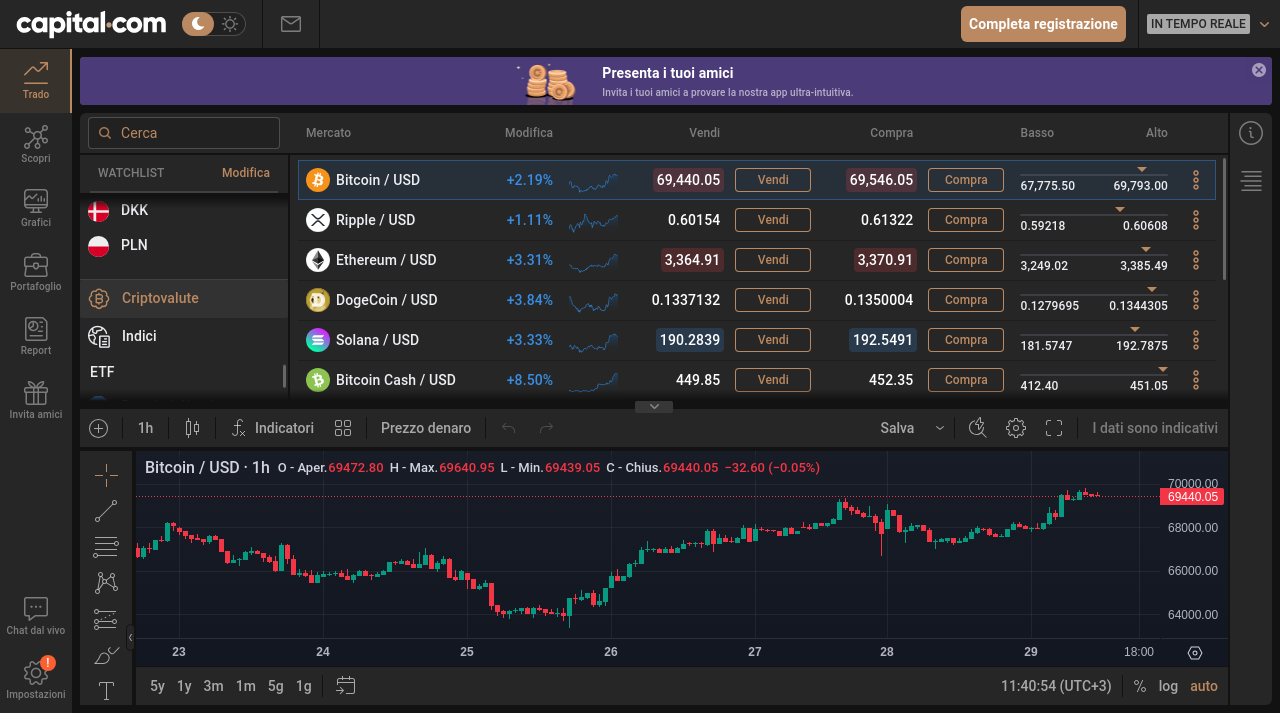 capital.com
Completa registrazione
IN TEMPO REALE
Trado
Scopri
Grafici
Portafoglio
Report
Invita amici
Chat dal vivo
!
Impostazioni
Presenta i tuoi amici
Invita i tuoi amici a provare la nostra app ultra-intuitiva.
Cerca
WATCHLIST Modifica
DKK
PLN
Criptovalute
Indici
ETF
Mercato Modifica Vendi Compra Basso Alto
Bitcoin / USD +2.19% 69,440.05 Vendi 69,546.05 Compra 67,775.50 69,793.00
Ripple / USD +1.11% 0.60154 Vendi 0.61322 Compra 0.59218 0.60608
Ethereum / USD +3.31% 3,364.91 Vendi 3,370.91 Compra 3,249.02 3,385.49
DogeCoin / USD +3.84% 0.1337132 Vendi 0.1350004 Compra 0.1279695 0.1344305
Solana / USD +3.33% 190.2839 Vendi 192.5491 Compra 181.5747 192.7875
Bitcoin Cash / USD +8.50% 449.85 Vendi 452.35 Compra 412.40 451.05
1h Indicatori Prezzo denaro Salva I dati sono indicativi
Bitcoin / USD · 1h O - Aper.69472.80 H - Max.69640.95 L - Min.69439.05 C - Chius.69440.05 −32.60 (−0.05%)
70000.00
69440.05
68000.00
66000.00
64000.00
23 24 25 26 27 28 29 18:00
5y 1y 3m 1m 5g 1g 11:40:54 (UTC+3) % log auto